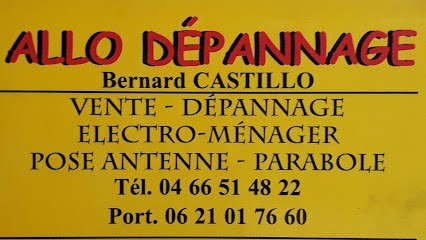 ALLO DÉPANNAGE
Bernard CASTILLO
VENTE - DÉPANNAGE
ELECTRO-MÉNAGER
POSE ANTENNE - PARABOLE
Tél. 04 66 51 48 22
Port. 06 21 01 76 60